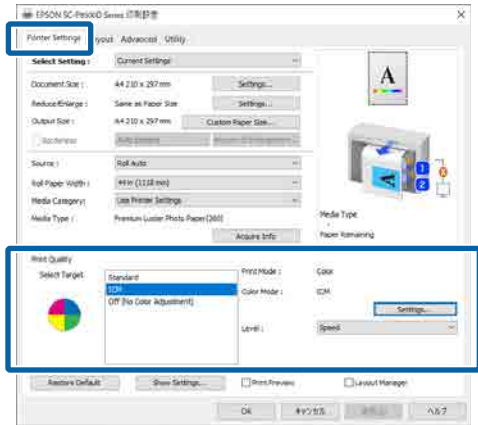 EPSON SC-P8500D Series 印刷設定
Printer Settings Layout Advanced Utility
Select Setting : Current Settings
Document Size : A4 210 x 297 mm Settings...
Reduce/Enlarge : Same as Paper Size Settings...
Output Size : A4 210 x 297 mm Custom Paper Size...
Borderless
Source : Roll Auto
Roll Paper Width : 44 in (1118 mm)
Media Category: Use Printer Settings
Media Type : Premium Luster Photo Paper(260)
Acquire Info
A
1
2
Media Type
-
Paper Remaining
Print Quality
Select Target
Standard
ICM
Off (No Color Adjustment)
Print Mode : Color
Color Mode : ICM
Settings...
Level : Speed
Restore Default Show Settings... Print Preview Layout Manager
OK キャンセル ヘルプ